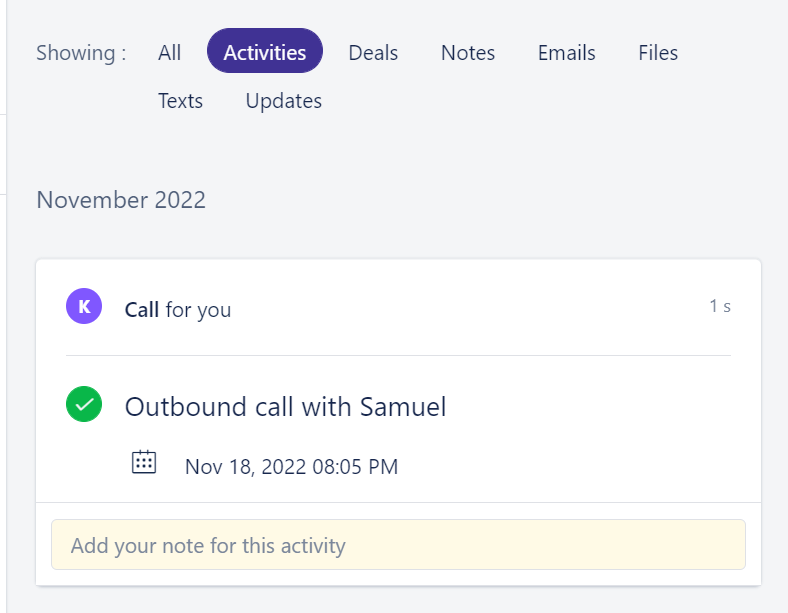 Showing : All Activities Deals Notes Emails Files
Texts Updates
November 2022
K Call for you 1 s
Outbound call with Samuel
Nov 18, 2022 08:05 PM
Add your note for this activity